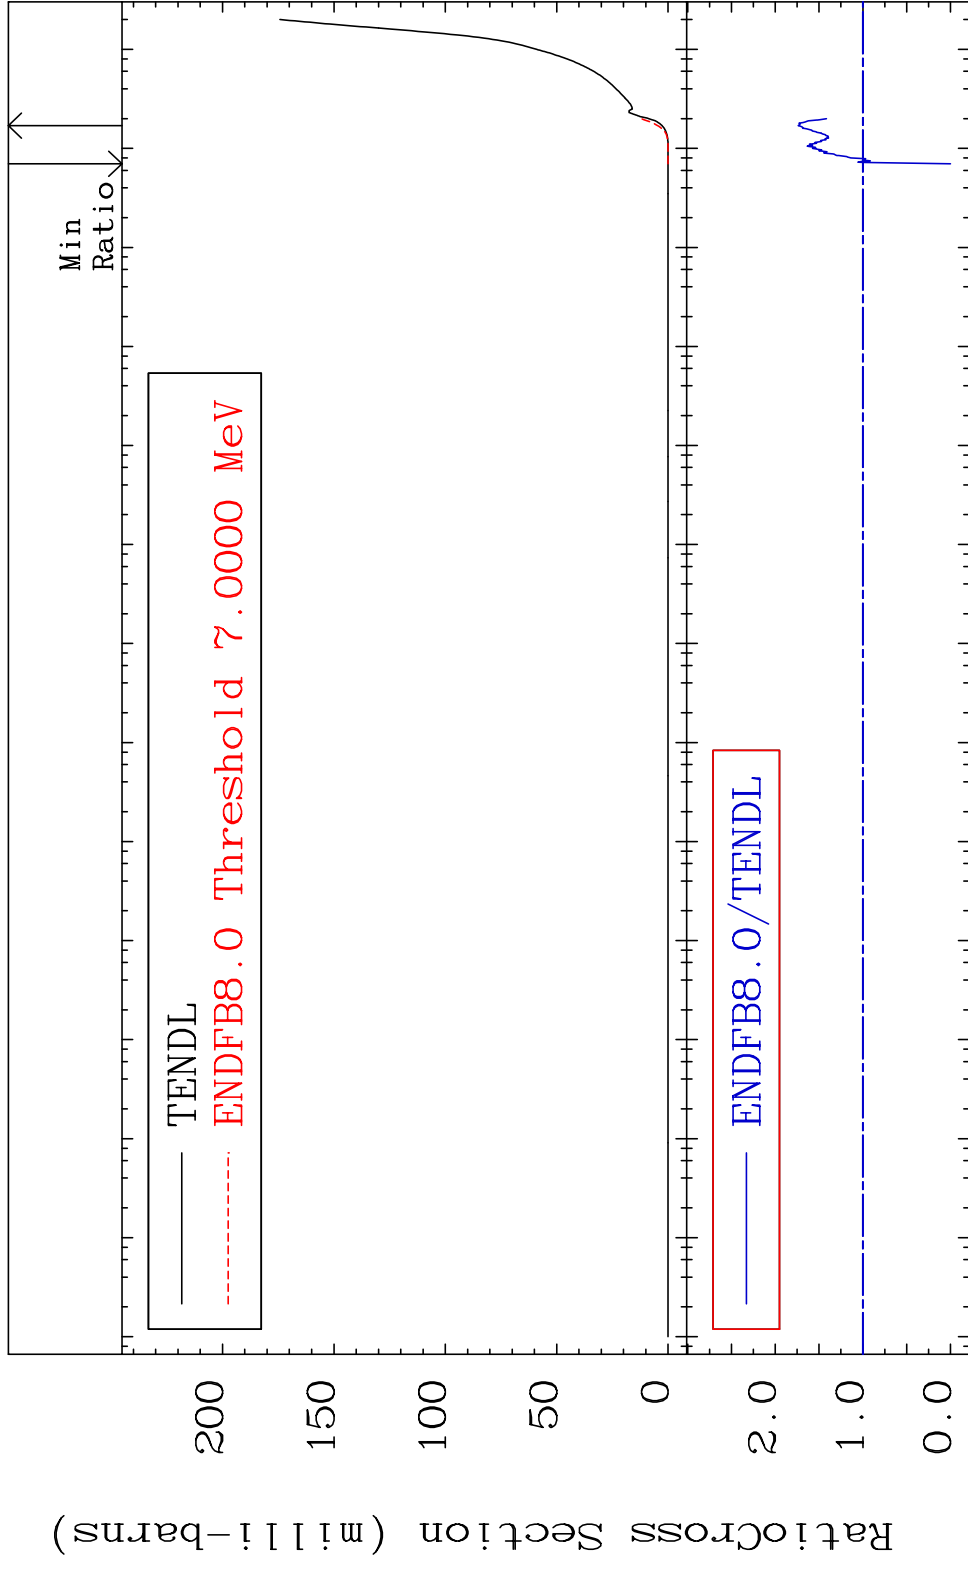 Min
Ratio
TENDL
ENDFB8.0 Threshold 7.0000 MeV
200
150
100
50
0
ENDFB8.0/TENDL
2.0
1.0
0.0
RatioCross Section (milli-barns)